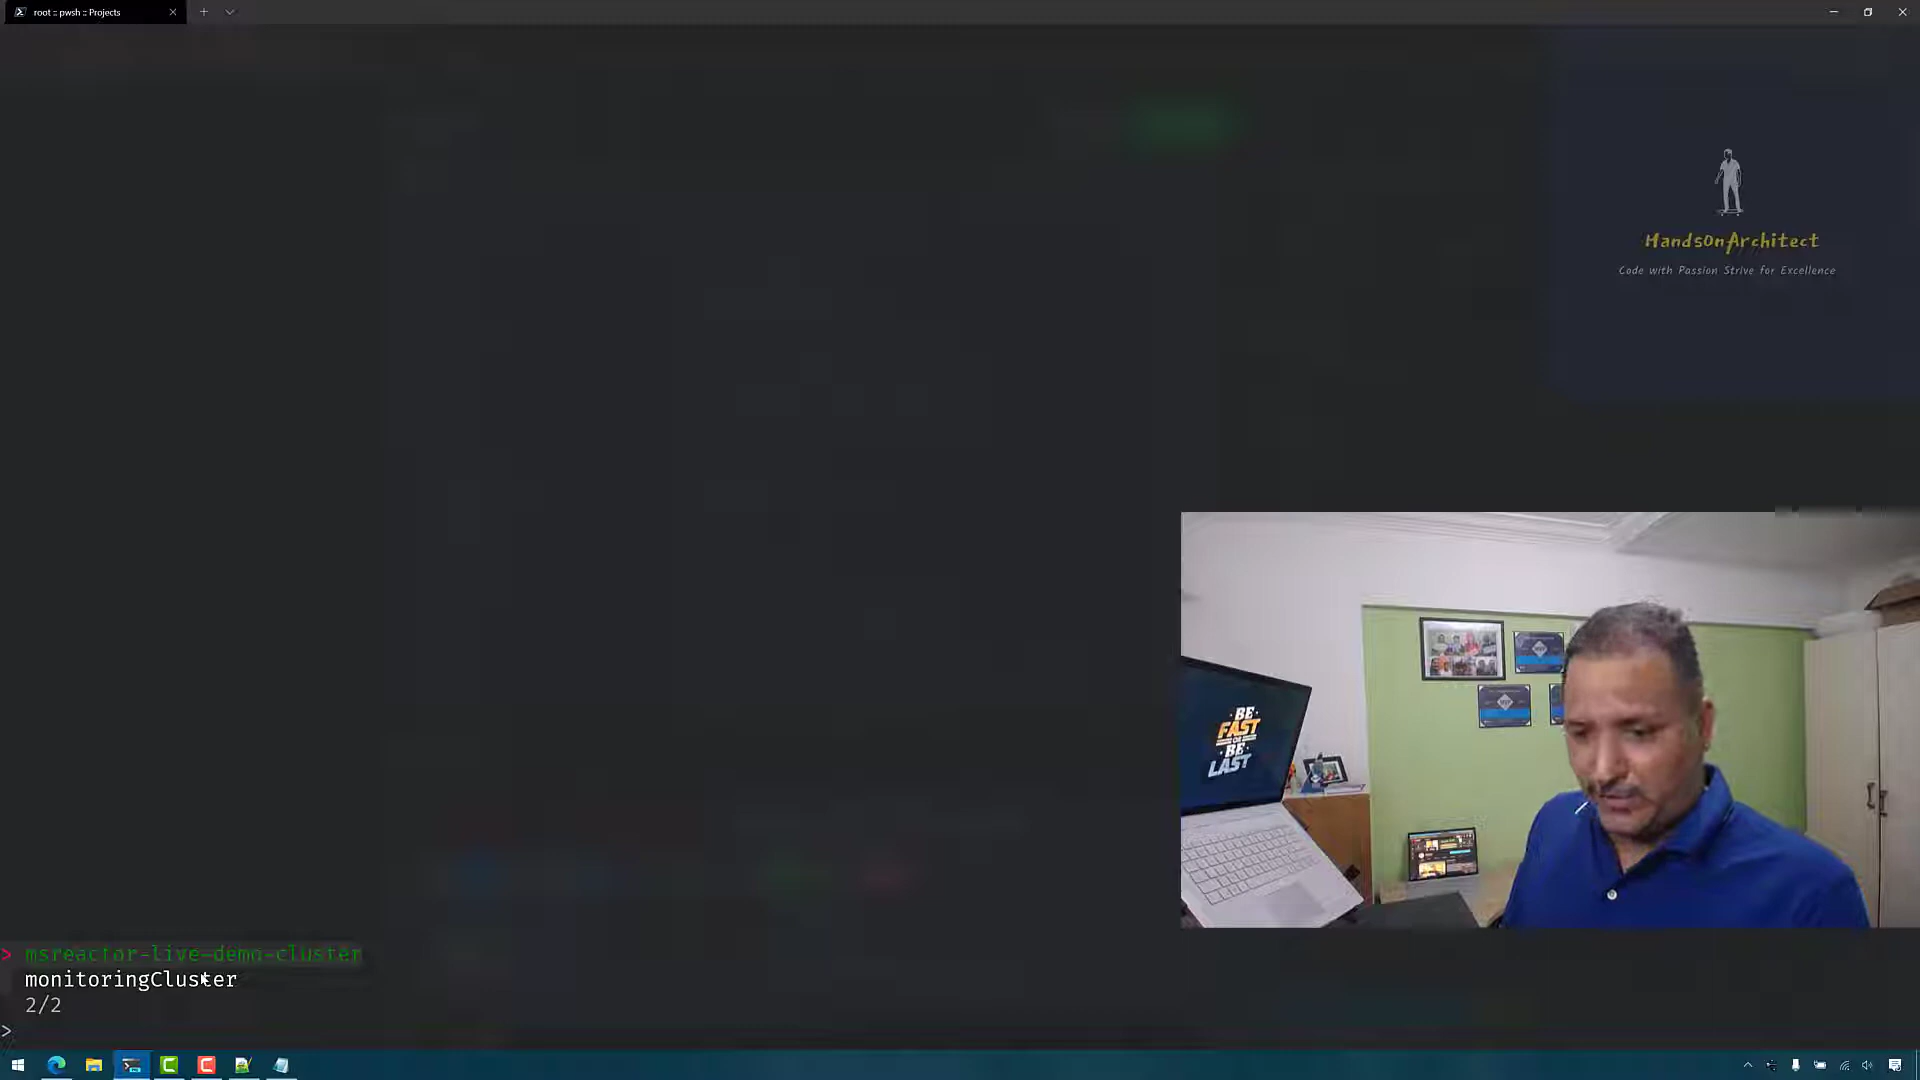 root :: pwsh :: Projects
HandsOnArchitect
Code with Passion Strive for Excellence
BE
FAST
OR
BE
LAST
> msreactor-live-demo-cluster
monitoringCluster
2/2
>